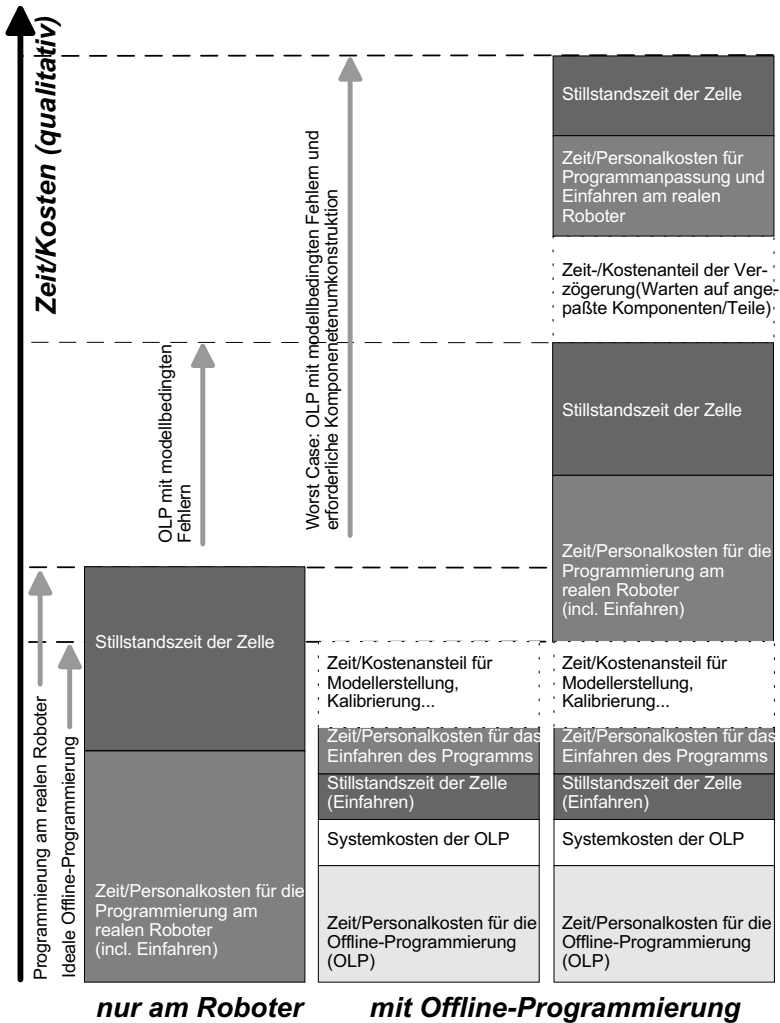 Zeit/Kosten (qualitativ)
Programmierung am realen Roboter
Ideale Offline-Programmierung
OLP mit modellbedingten
Fehlern
Worst Case: OLP mit modellbedingten Fehlern und
erforderliche Komponenetenumkonstruktion
Stillstandszeit der Zelle
Zeit/Personalkosten für die
Programmierung am
realen Roboter
(incl. Einfahren)
Zeit/Kostenansteil für
Modellerstellung,
Kalibrierung...
Zeit/Personalkosten für das
Einfahren des Programms
Stillstandszeit der Zelle
(Einfahren)
Systemkosten der OLP
Zeit/Personalkosten für die
Offline-Programmierung
(OLP)
Stillstandszeit der Zelle
Zeit/Personalkosten für
Programmanpassung und
Einfahren am realen
Roboter
Zeit-/Kostenanteil der Ver-
zögerung(Warten auf ange-
paßte Komponenten/Teile)
Stillstandszeit der Zelle
Zeit/Personalkosten für die
Programmierung am
realen Roboter
(incl. Einfahren)
Zeit/Kostenansteil für
Modellerstellung,
Kalibrierung...
Zeit/Personalkosten für das
Einfahren des Programms
Stillstandszeit der Zelle
(Einfahren)
Systemkosten der OLP
Zeit/Personalkosten für die
Offline-Programmierung
(OLP)
nur am Roboter
mit Offline-Programmierung